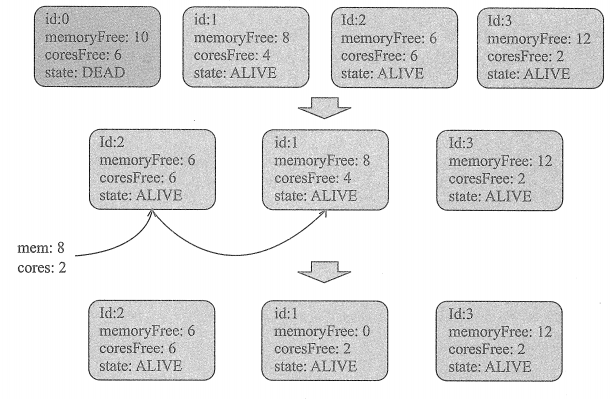 id:0
memoryFree: 10
coresFree: 6
state: DEAD
id:1
memoryFree: 8
coresFree: 4
state: ALIVE
Id:2
memoryFree: 6
coresFree: 6
state: ALIVE
Id:3
memoryFree: 12
coresFree: 2
state: ALIVE
Id:2
memoryFree: 6
coresFree: 6
state: ALIVE
id:1
memoryFree: 8
coresFree: 4
state: ALIVE
Id:3
memoryFree: 12
coresFree: 2
state: ALIVE
mem: 8
cores: 2
Id:2
memoryFree: 6
coresFree: 6
state: ALIVE
id:1
memoryFree: 0
coresFree: 2
state: ALIVE
Id:3
memoryFree: 12
coresFree: 2
state: ALIVE